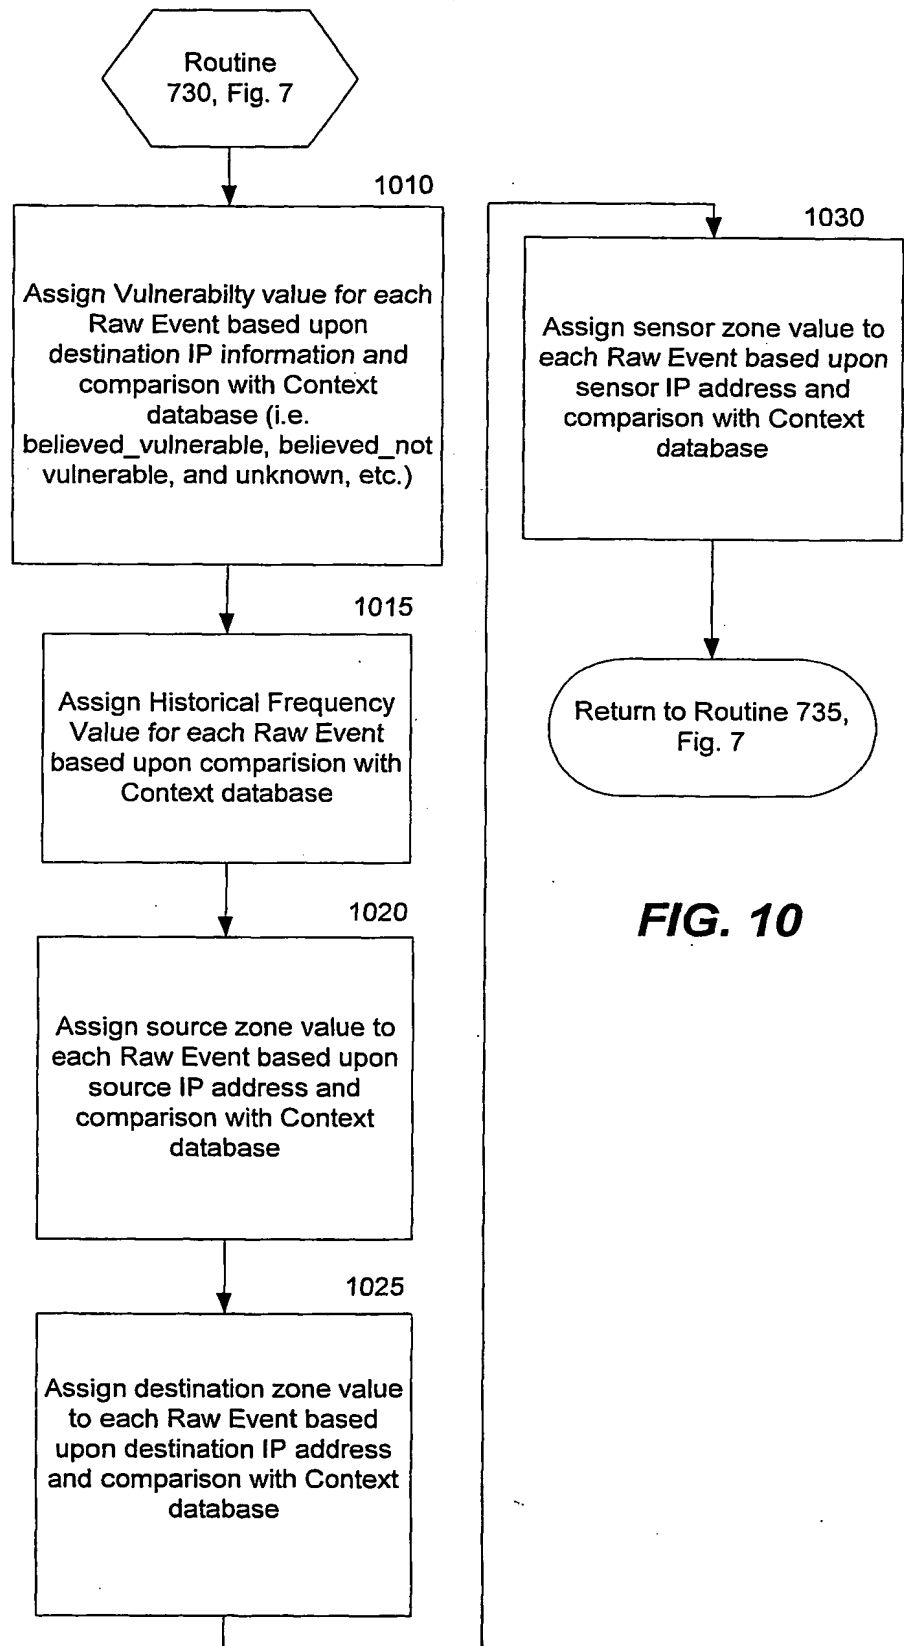 Routine
730, Fig. 7
1010
Assign Vulnerabilty value for each
Raw Event based upon
destination IP information and
comparison with Context
database (i.e.
believed_vulnerable, believed_not
vulnerable, and unknown, etc.)
1015
Assign Historical Frequency
Value for each Raw Event
based upon comparision with
Context database
1020
Assign source zone value to
each Raw Event based upon
source IP address and
comparison with Context
database
1025
Assign destination zone value
to each Raw Event based
upon destination IP address
and comparison with Context
database
1030
Assign sensor zone value to
each Raw Event based upon
sensor IP address and
comparison with Context
database
Return to Routine 735,
Fig. 7
FIG. 10